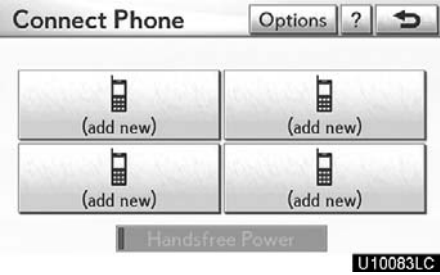 Connect Phone Options ?
(add new) (add new)
(add new) (add new)
Handsfree Power
U10083LC